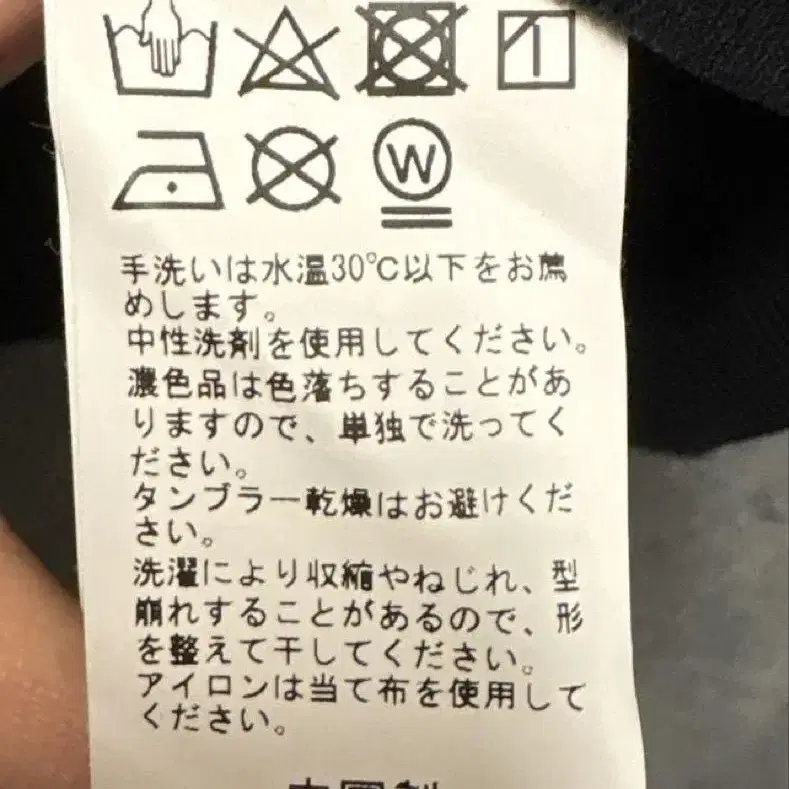 W
手洗いは水温30℃以下をお薦
めします。
中性洗剤を使用してください。
濃色品は色落ちすることがあ
りますので、単独で洗ってく
ださい。
タンブラー乾燥はお避けくだ
さい。
洗濯により収縮やねじれ、型
崩れすることがあるので、形
を整えて干してください。
アイロンは当て布を使用して
ください。